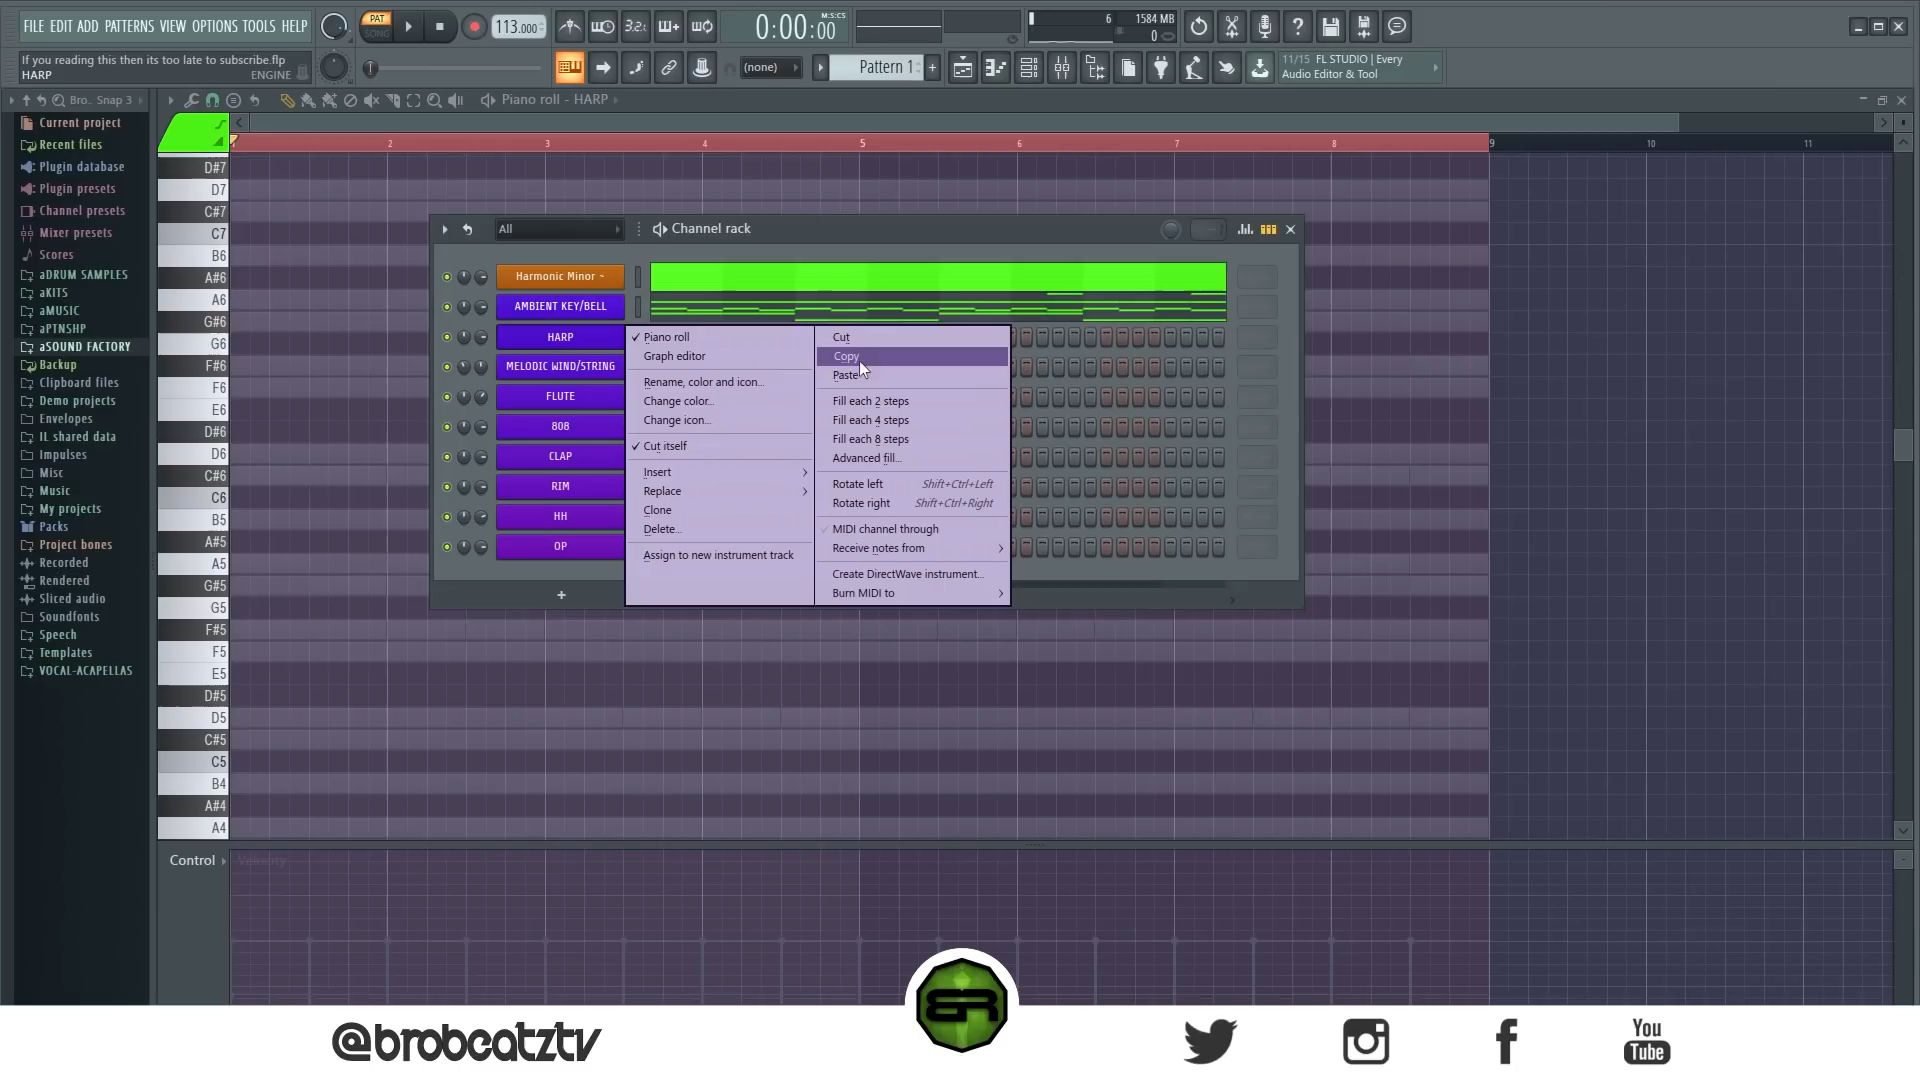 FILE EDIT ADD PATTERNS VIEW OPTIONS TOOLS HELP
PAT
SONG
113.000
3.2.
0:00:00
M:S:CS
6
1584 MB
0
If you reading this then its too late to subscribe.flp
HARP
ENGINE
(none)
Pattern 1
+
11/15 FL STUDIO | Every
Audio Editor & Tool
Bro.. Snap 3
Piano roll - HARP
Current project
Recent files
Plugin database
Plugin presets
Channel presets
Mixer presets
Scores
aDRUM SAMPLES
aKITS
aMUSIC
aPTNSHP
aSOUND FACTORY
Backup
Clipboard files
Demo projects
Envelopes
IL shared data
Impulses
Misc
Music
My projects
Packs
Project bones
Recorded
Rendered
Sliced audio
Soundfonts
Speech
Templates
VOCAL-ACAPELLAS
2 3 4 5 6 7 8 9 10 11
D#7
D7
C#7
C7
B6
A#6
A6
G#6
G6
F#6
F6
E6
D#6
D6
C#6
C6
B5
A#5
A5
G#5
G5
F#5
F5
E5
D#5
D5
C#5
C5
B4
A#4
A4
All
Channel rack
Harmonic Minor ~
AMBIENT KEY/BELL
HARP
MELODIC WIND/STRING
FLUTE
808
CLAP
RIM
HH
OP
+
Piano roll
Graph editor
Rename, color and icon...
Change color...
Change icon...
Cut itself
Insert
Replace
Clone
Delete...
Assign to new instrument track
Cut
Copy
Paste
Fill each 2 steps
Fill each 4 steps
Fill each 8 steps
Advanced fill...
Rotate left Shift+Ctrl+Left
Rotate right Shift+Ctrl+Right
MIDI channel through
Receive notes from
Create DirectWave instrument...
Burn MIDI to
Control
Velocity
BR
@brobeatztv
You
Tube